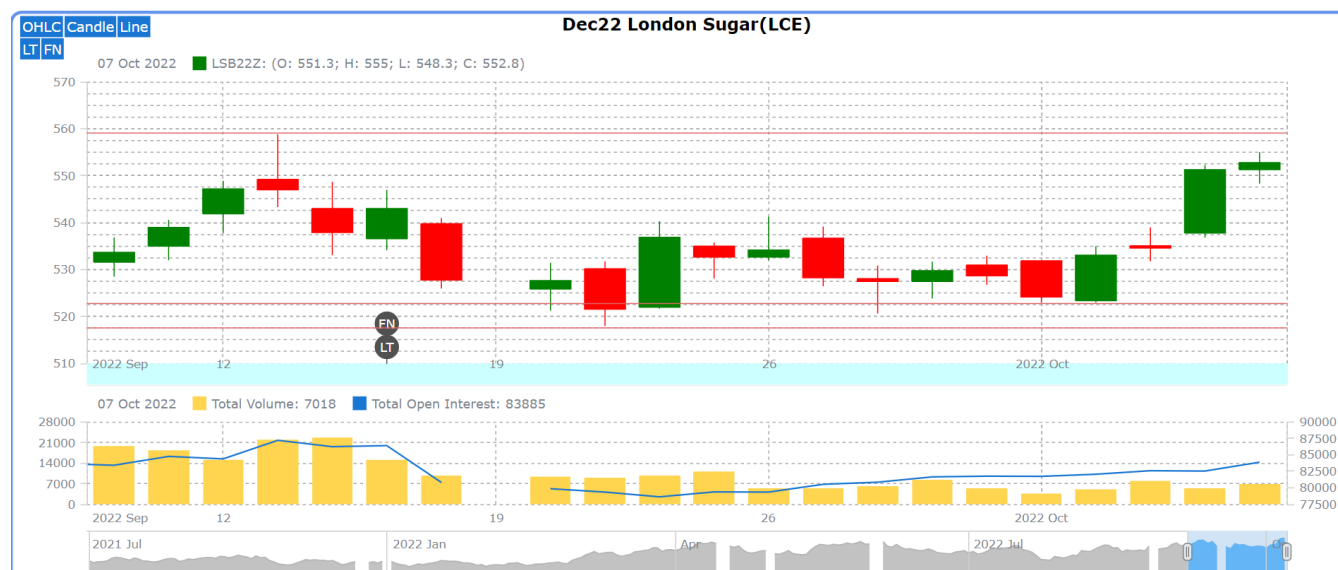 OHLC Candle Line
LT FN
Dec22 London Sugar(LCE)
07 Oct 2022 LSB22Z: (O: 551.3; H: 555; L: 548.3; C: 552.8)
570
560
550
540
530
520
510
FN
LT
2022 Sep 12 19 26 2022 Oct
07 Oct 2022 Total Volume: 7018 Total Open Interest: 83885
28000 90000
21000 87500
14000 85000
7000 82500
0 80000
77500
2022 Sep 12 19 26 2022 Oct
2021 Jul 2022 Jan Apr 2022 Jul